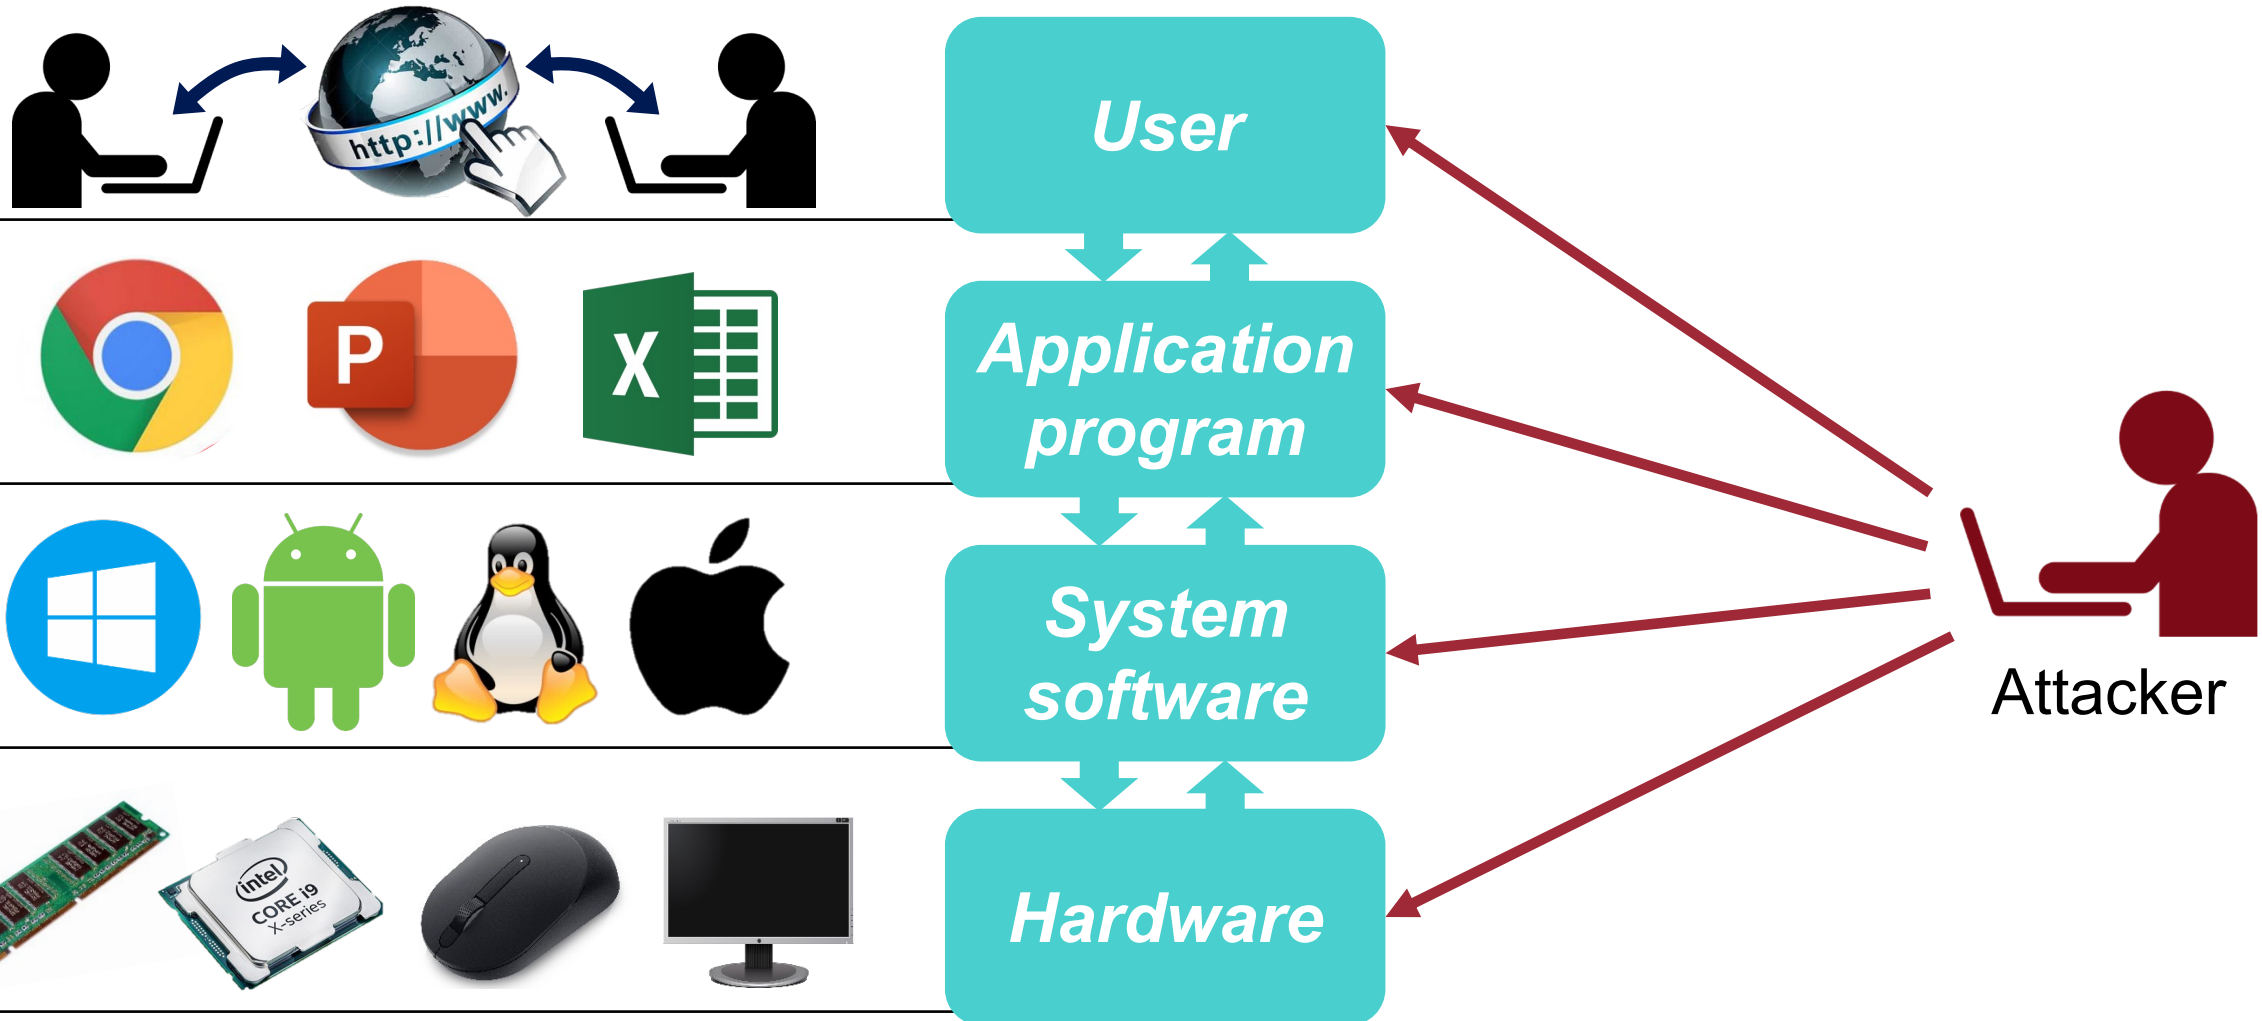 http://www.
User
P
X
Application
program
System
software
Attacker
intel
CORE i9
X-series
Hardware